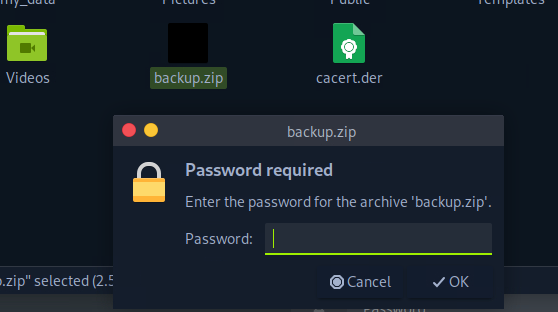 my_data
Pictures
Public
Templates
Videos
backup.zip
cacert.der
backup.zip
Password required
Enter the password for the archive 'backup.zip'.
Password:
Cancel
OK
.zip" selected (2.5
Password